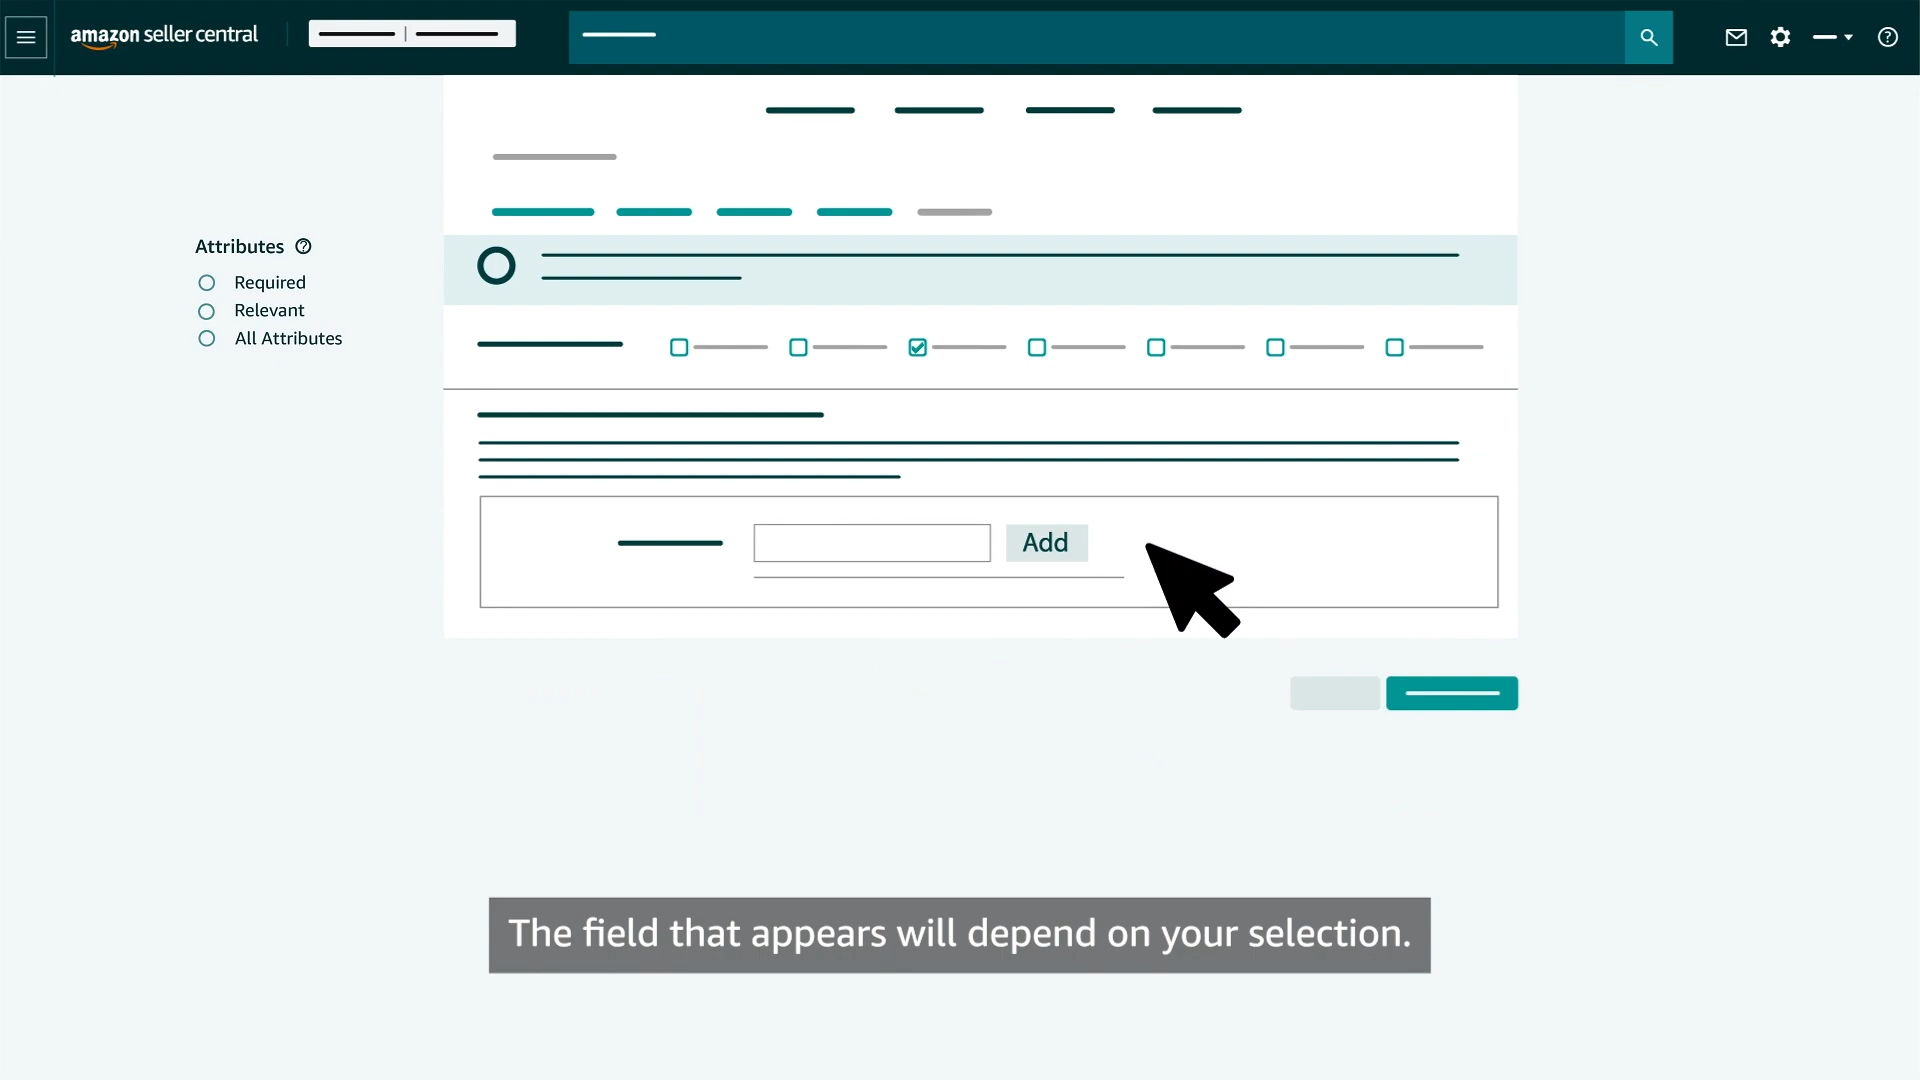 amazon seller central
Attributes
Required
Relevant
All Attributes
Add
The field that appears will depend on your selection.